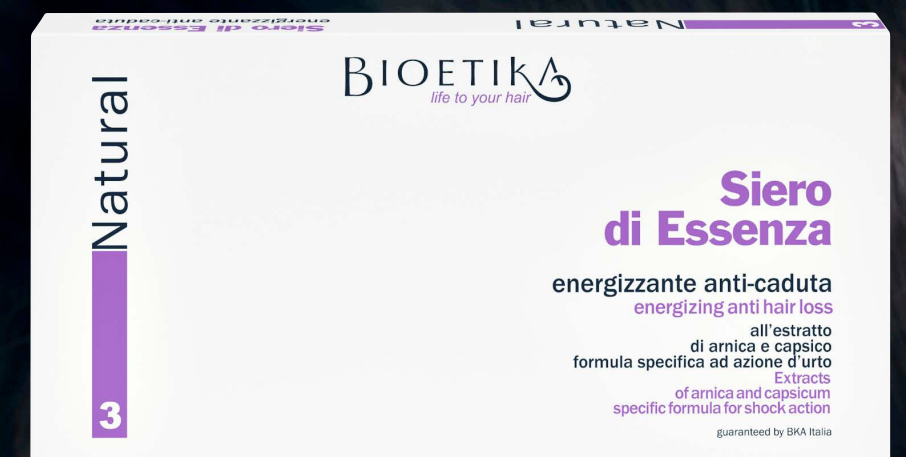 energizzante anti-caduta
Siero di Essenza
Natural
3
BIOETIKA
life to your hair
Natural
3
Siero
di Essenza
energizzante anti-caduta
energizing anti hair loss
all'estratto
di arnica e capsico
formula specifica ad azione d'urto
Extracts
of arnica and capsicum
specific formula for shock action
guaranteed by BKA Italia